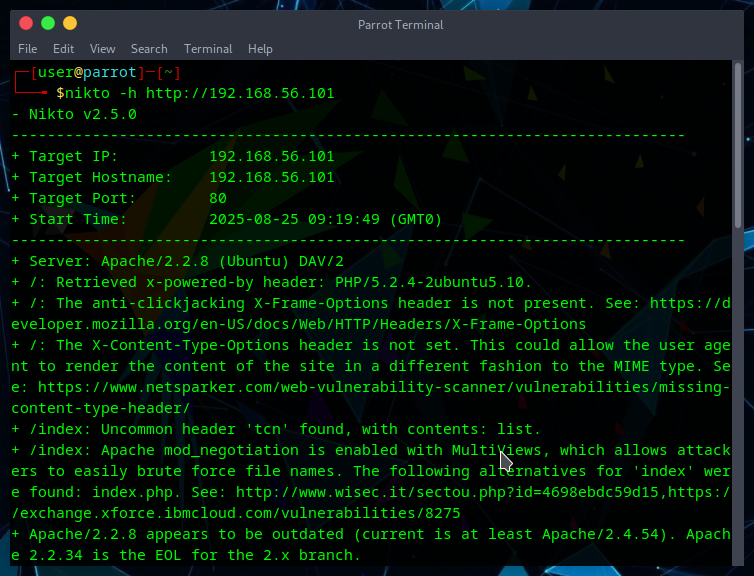 Parrot Terminal
File Edit View Search Terminal Help
┌─[user@parrot]─[~]
└──╼ $nikto -h http://192.168.56.101
- Nikto v2.5.0
---------------------------------------------------------------------------
+ Target IP:          192.168.56.101
+ Target Hostname:    192.168.56.101
+ Target Port:        80
+ Start Time:         2025-08-25 09:19:49 (GMT0)
---------------------------------------------------------------------------
+ Server: Apache/2.2.8 (Ubuntu) DAV/2
+ /: Retrieved x-powered-by header: PHP/5.2.4-2ubuntu5.10.
+ /: The anti-clickjacking X-Frame-Options header is not present. See: https://d
eveloper.mozilla.org/en-US/docs/Web/HTTP/Headers/X-Frame-Options
+ /: The X-Content-Type-Options header is not set. This could allow the user age
nt to render the content of the site in a different fashion to the MIME type. Se
e: https://www.netsparker.com/web-vulnerability-scanner/vulnerabilities/missing-
content-type-header/
+ /index: Uncommon header 'tcn' found, with contents: list.
+ /index: Apache mod_negotiation is enabled with MultiViews, which allows attack
ers to easily brute force file names. The following alternatives for 'index' wer
e found: index.php. See: http://www.wisec.it/sectou.php?id=4698ebdc59d15,https:/
/exchange.xforce.ibmcloud.com/vulnerabilities/8275
+ Apache/2.2.8 appears to be outdated (current is at least Apache/2.4.54). Apach
e 2.2.34 is the EOL for the 2.x branch.